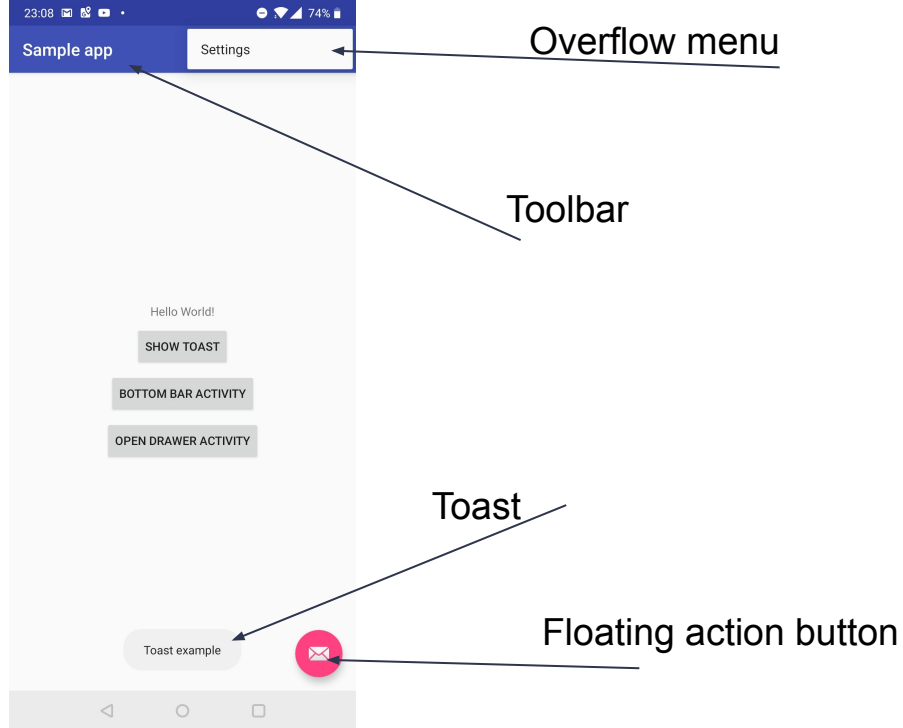 23:08
74%
Sample app
Settings
Overflow menu
Toolbar
Hello World!
SHOW TOAST
BOTTOM BAR ACTIVITY
OPEN DRAWER ACTIVITY
Toast
Toast example
Floating action button